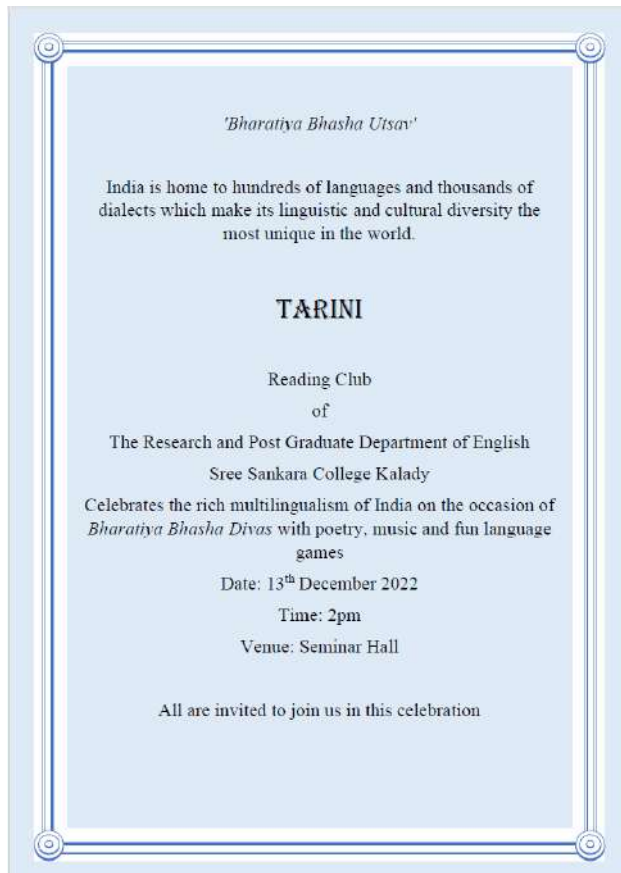 'Bharatiya Bhasha Utsav'
India is home to hundreds of languages and thousands of
dialects which make its linguistic and cultural diversity the
most unique in the world.
TARINI
Reading Club
of
The Research and Post Graduate Department of English
Sree Sankara College Kalady
Celebrates the rich multilingualism of India on the occasion of
Bharatiya Bhasha Divas with poetry, music and fun language
games
Date: 13th December 2022
Time: 2pm
Venue: Seminar Hall
All are invited to join us in this celebration